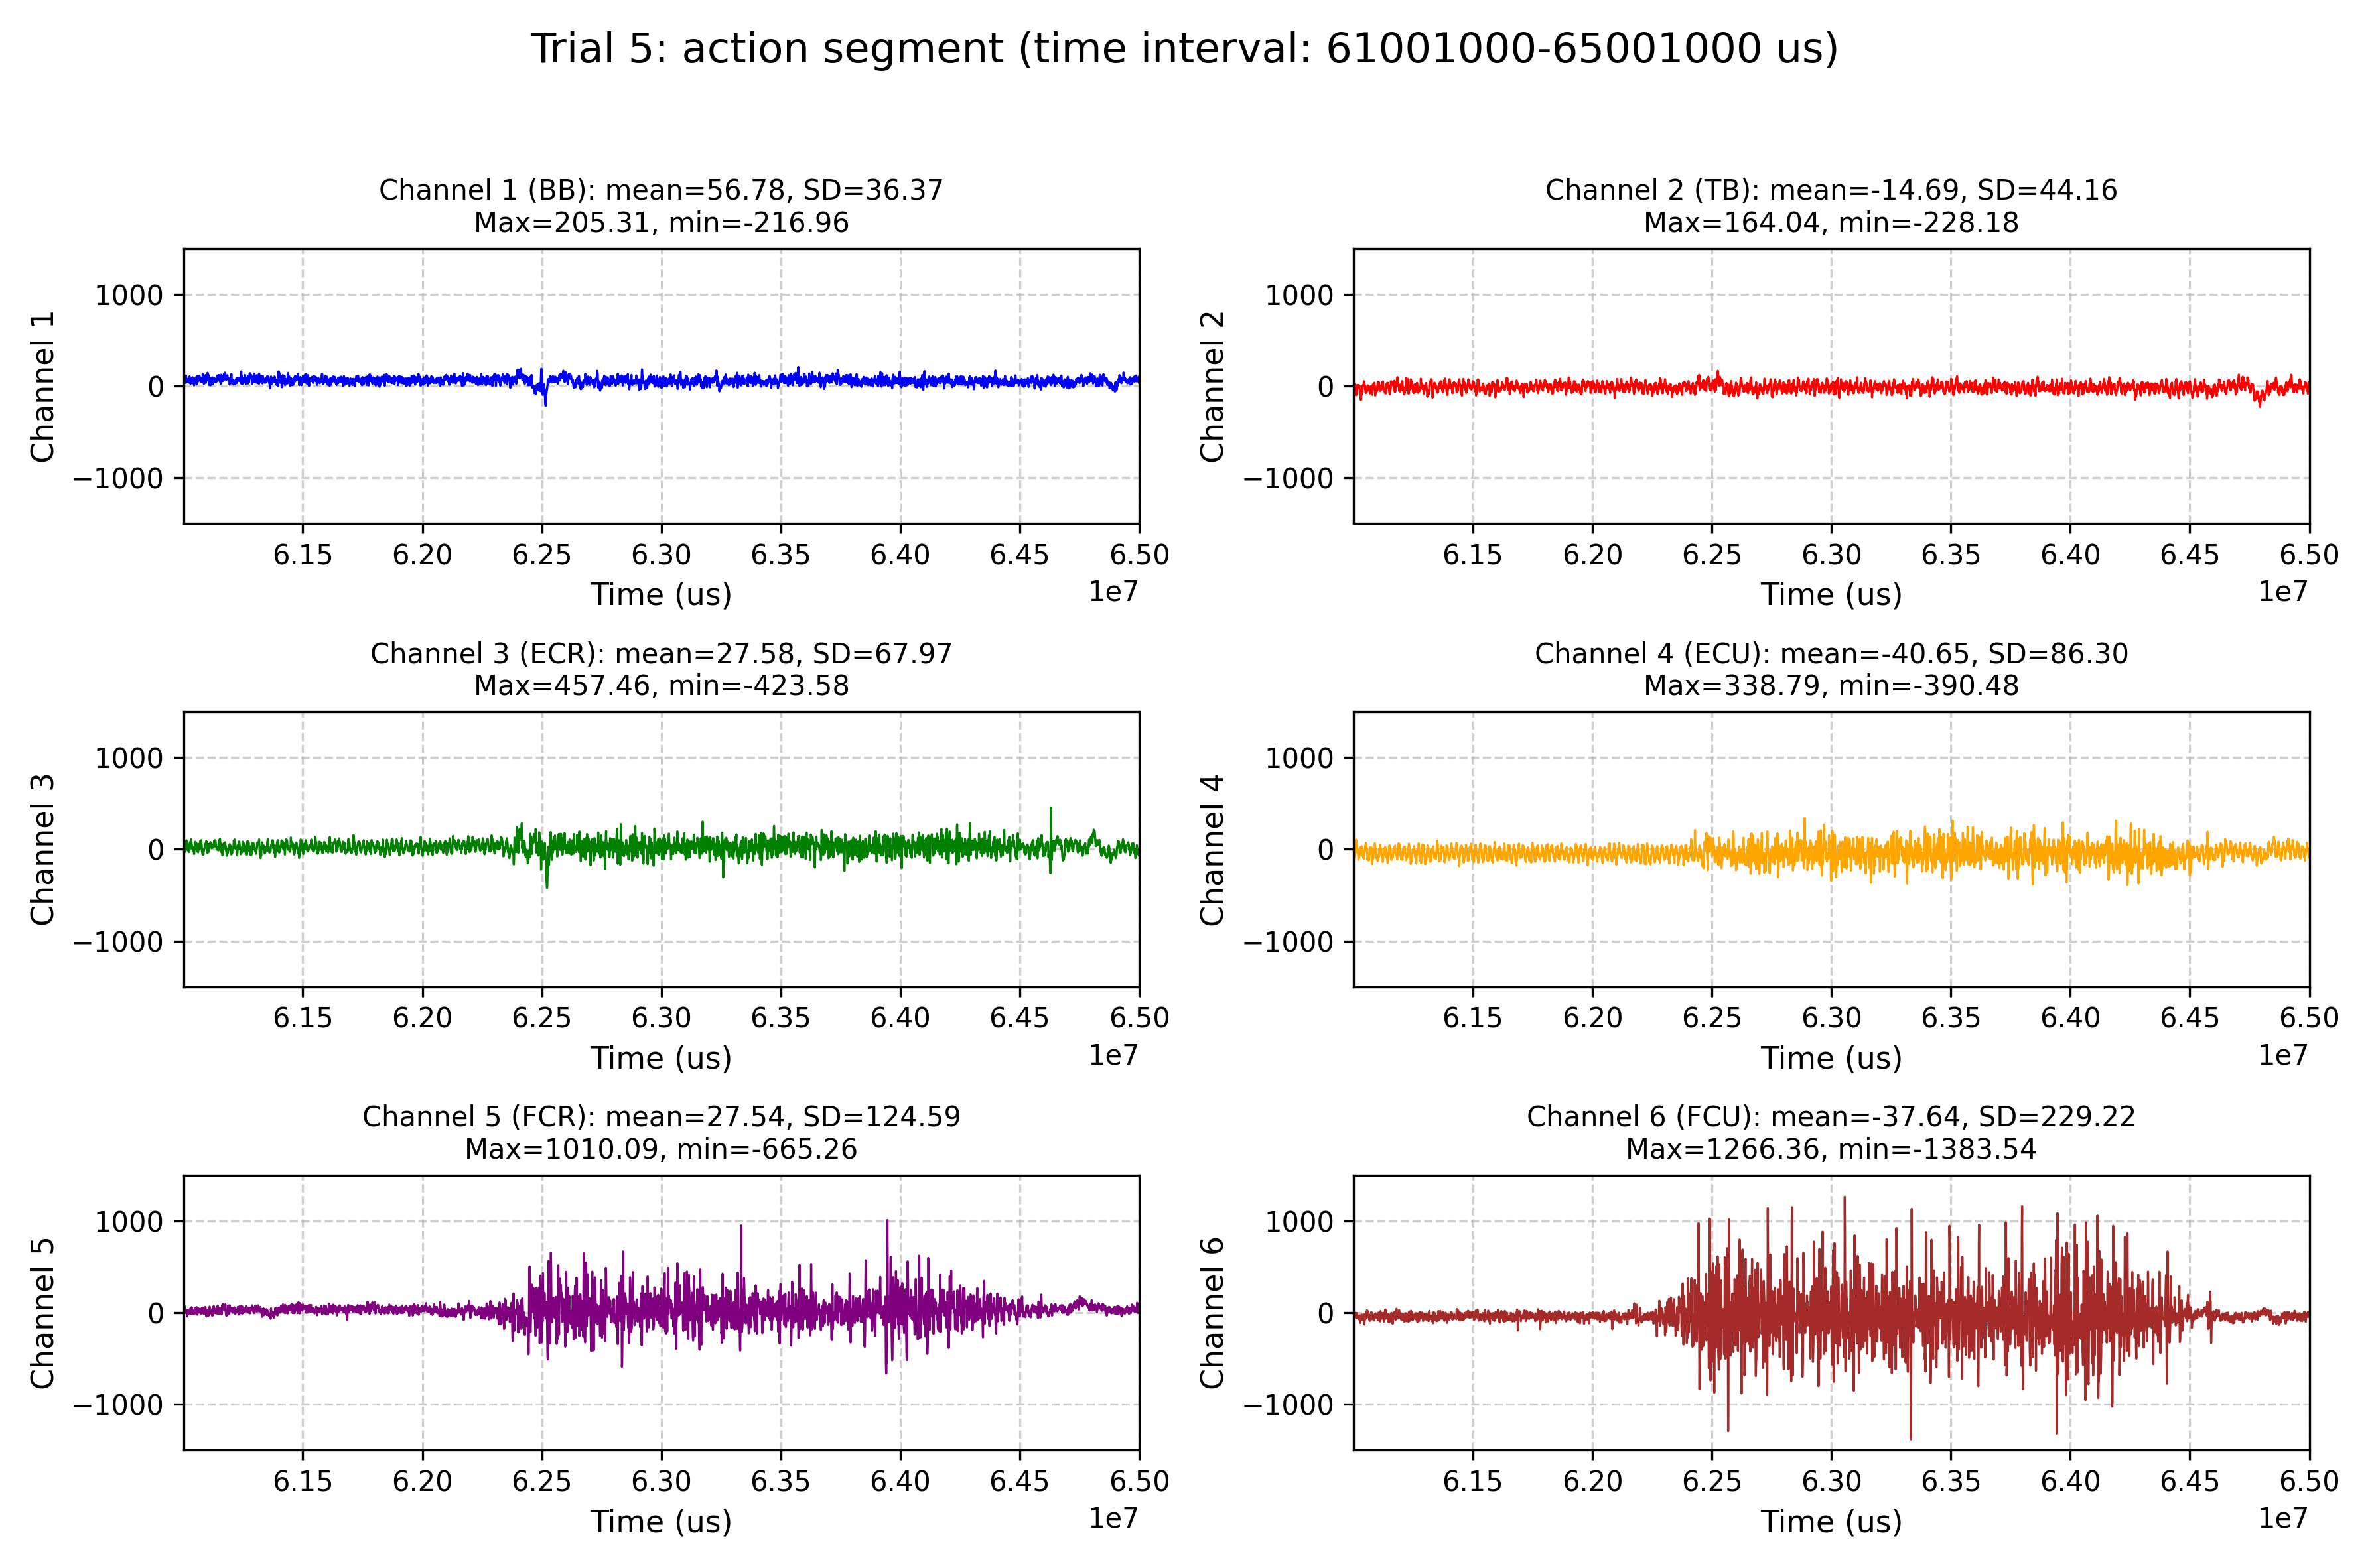 Trial 5: action segment (time interval: 61001000-65001000 us)
Channel 1 (BB): mean=56.78, SD=36.37
Max=205.31, min=-216.96
Channel 1
1000
0
−1000
6.15 6.20 6.25 6.30 6.35 6.40 6.45 6.50
Time (us)
1e7
Channel 2 (TB): mean=-14.69, SD=44.16
Max=164.04, min=-228.18
Channel 2
1000
0
−1000
6.15 6.20 6.25 6.30 6.35 6.40 6.45 6.50
Time (us)
1e7
Channel 3 (ECR): mean=27.58, SD=67.97
Max=457.46, min=-423.58
Channel 3
1000
0
−1000
6.15 6.20 6.25 6.30 6.35 6.40 6.45 6.50
Time (us)
1e7
Channel 4 (ECU): mean=-40.65, SD=86.30
Max=338.79, min=-390.48
Channel 4
1000
0
−1000
6.15 6.20 6.25 6.30 6.35 6.40 6.45 6.50
Time (us)
1e7
Channel 5 (FCR): mean=27.54, SD=124.59
Max=1010.09, min=-665.26
Channel 5
1000
0
−1000
6.15 6.20 6.25 6.30 6.35 6.40 6.45 6.50
Time (us)
1e7
Channel 6 (FCU): mean=-37.64, SD=229.22
Max=1266.36, min=-1383.54
Channel 6
1000
0
−1000
6.15 6.20 6.25 6.30 6.35 6.40 6.45 6.50
Time (us)
1e7